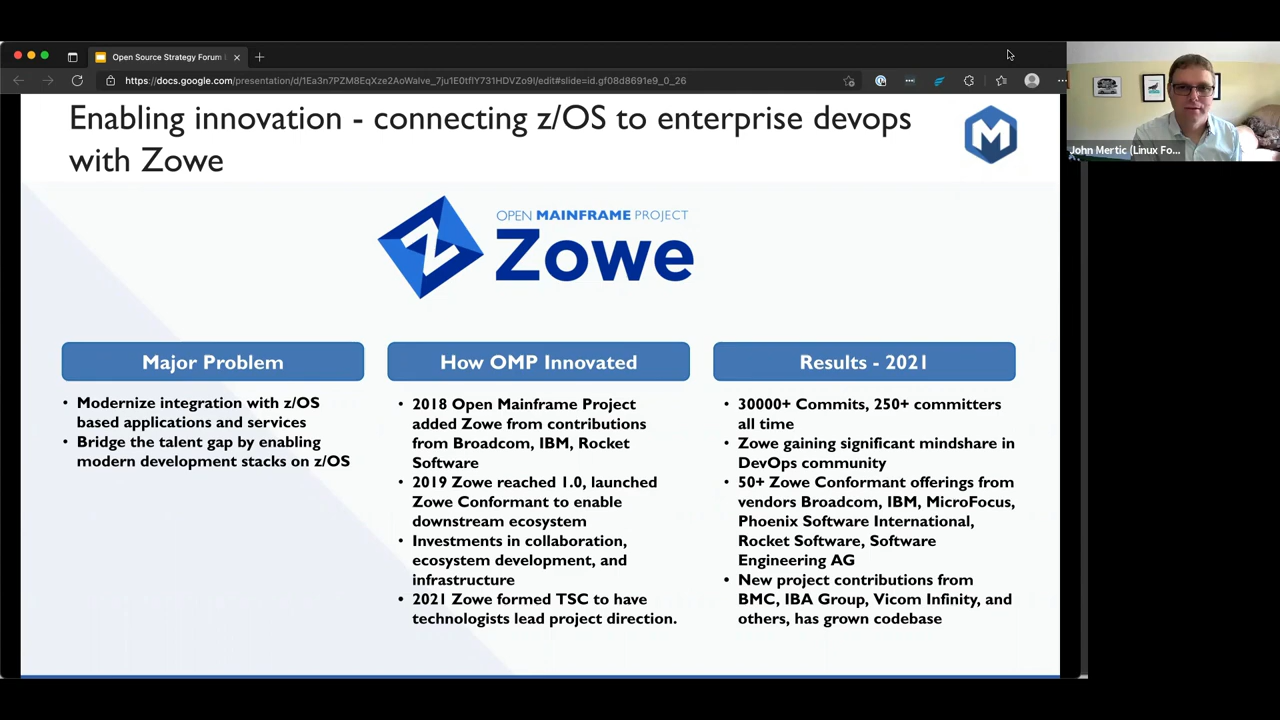 Open Source Strategy Forum
https://docs.google.com/presentation/d/1Ea3n7PZM8EqXze2AoWaIve_7ju1E0tflY731HDVZo9I/edit#slide=id.gf08d8691e9_0_26
Enabling innovation - connecting z/OS to enterprise devops
with Zowe
M
John Mertic (Linux Fo...
OPEN MAINFRAME PROJECT
Z Zowe
Major Problem
• Modernize integration with z/OS
based applications and services
• Bridge the talent gap by enabling
modern development stacks on z/OS
How OMP Innovated
• 2018 Open Mainframe Project
added Zowe from contributions
from Broadcom, IBM, Rocket
Software
• 2019 Zowe reached 1.0, launched
Zowe Conformant to enable
downstream ecosystem
• Investments in collaboration,
ecosystem development, and
infrastructure
• 2021 Zowe formed TSC to have
technologists lead project direction.
Results - 2021
• 30000+ Commits, 250+ committers
all time
• Zowe gaining significant mindshare in
DevOps community
• 50+ Zowe Conformant offerings from
vendors Broadcom, IBM, MicroFocus,
Phoenix Software International,
Rocket Software, Software
Engineering AG
• New project contributions from
BMC, IBA Group, Vicom Infinity, and
others, has grown codebase